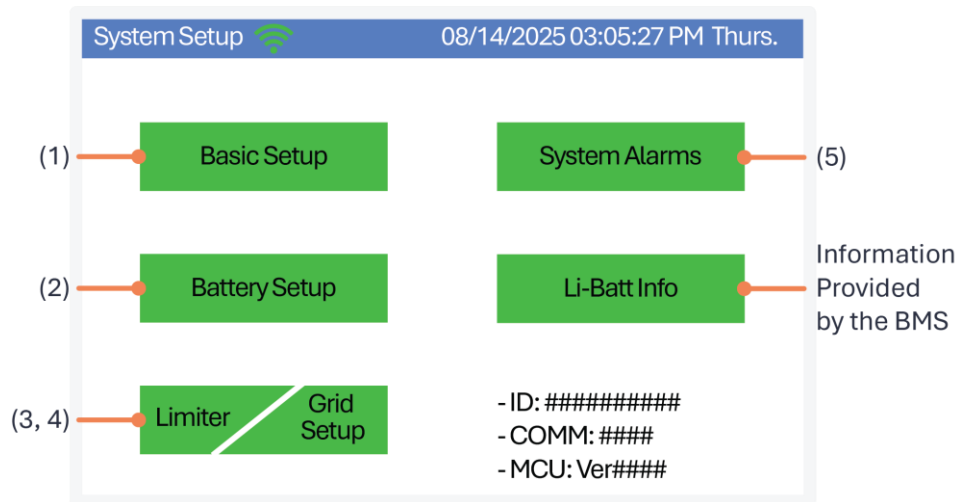 System Setup
08/14/2025 03:05:27 PM Thurs.
(1)
Basic Setup
System Alarms
(5)
(2)
Battery Setup
Li-Batt Info
Information
Provided
by the BMS
(3, 4)
Limiter
Grid
Setup
- ID: ##########
- COMM: ####
- MCU: Ver####